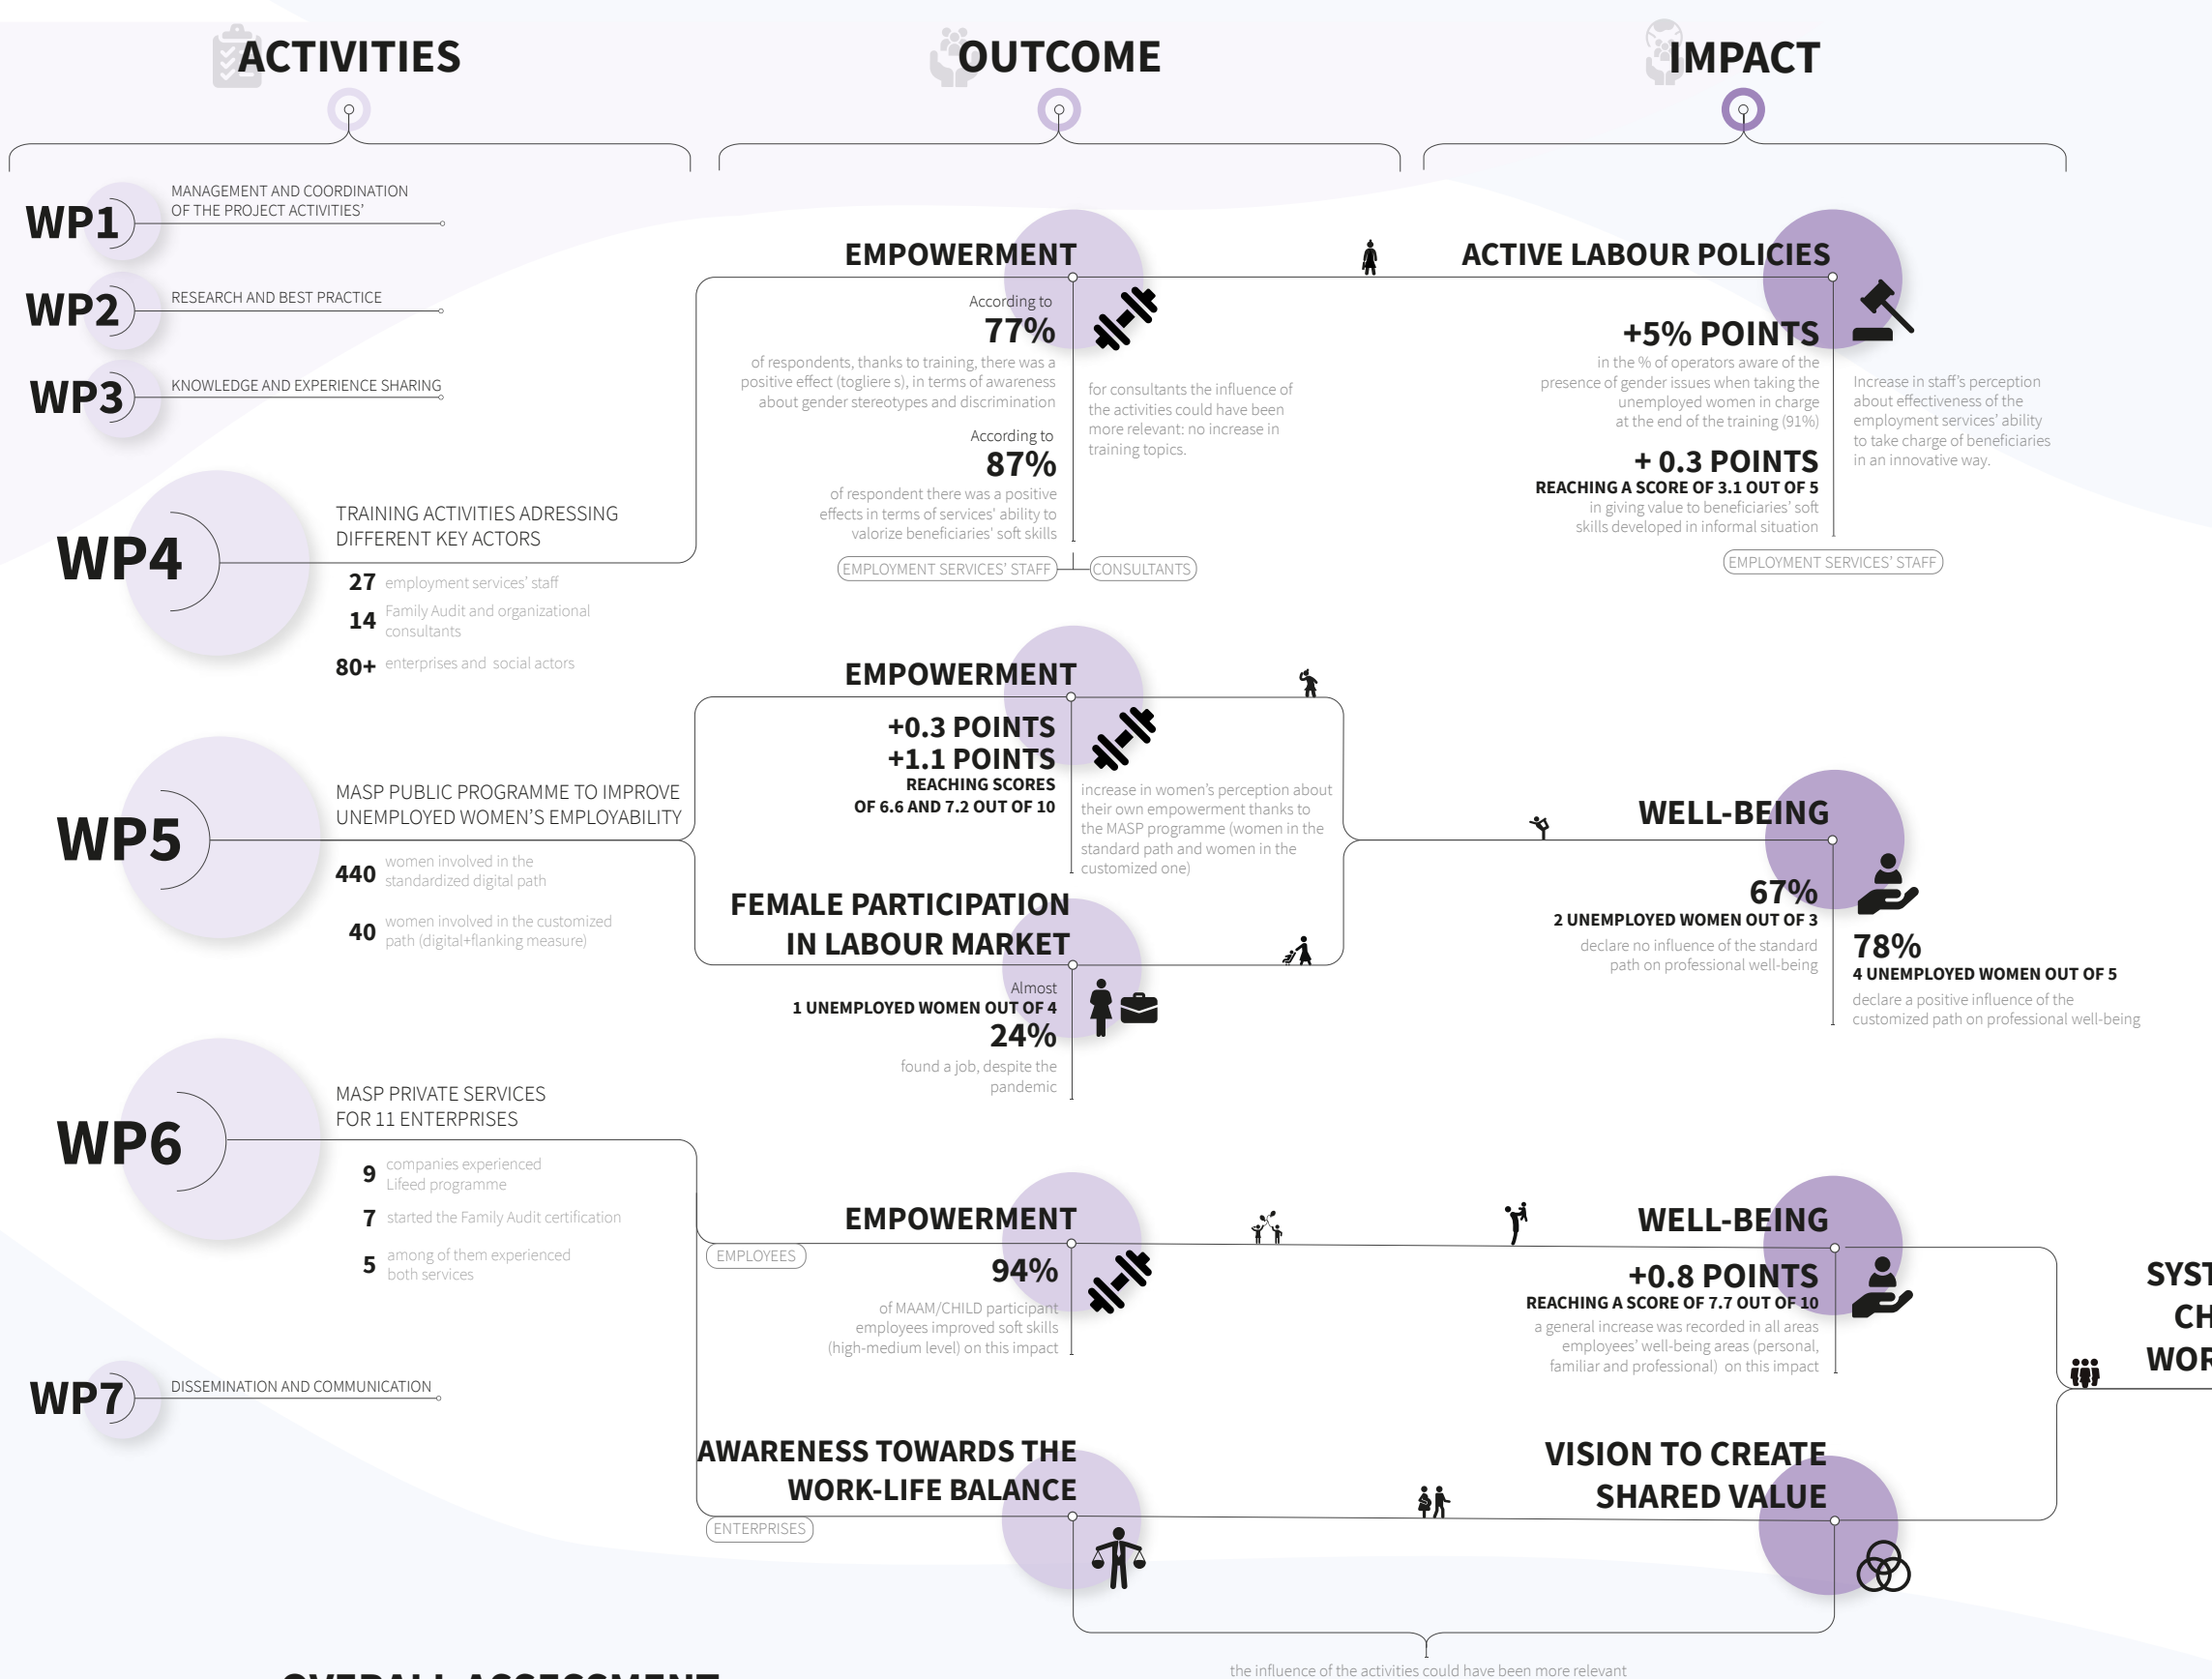 ACTIVITIES
OUTCOME
IMPACT
WP1
MANAGEMENT AND COORDINATION
OF THE PROJECT ACTIVITIES’
WP2
RESEARCH AND BEST PRACTICE
WP3
KNOWLEDGE AND EXPERIENCE SHARING
WP4
TRAINING ACTIVITIES ADRESSING
DIFFERENT KEY ACTORS
27 employment services’ staff
14 Family Audit and organizational
consultants
80+ enterprises and social actors
EMPOWERMENT
According to
77%
of respondents, thanks to training, there was a
positive effect (togliere s), in terms of awareness
about gender stereotypes and discrimination
According to
87%
of respondent there was a positive
effects in terms of services' ability to
valorize beneficiaries' soft skills
for consultants the influence of
the activities could have been
more relevant: no increase in
training topics.
EMPLOYMENT SERVICES’ STAFF
CONSULTANTS
ACTIVE LABOUR POLICIES
+5% POINTS
in the % of operators aware of the
presence of gender issues when taking the
unemployed women in charge
at the end of the training (91%)
+ 0.3 POINTS
REACHING A SCORE OF 3.1 OUT OF 5
in giving value to beneficiaries’ soft
skills developed in informal situation
Increase in staff’s perception
about effectiveness of the
employment services’ ability
to take charge of beneficiaries
in an innovative way.
EMPLOYMENT SERVICES’ STAFF
WP5
MASP PUBLIC PROGRAMME TO IMPROVE
UNEMPLOYED WOMEN’S EMPLOYABILITY
440 women involved in the
standardized digital path
40 women involved in the customized
path (digital+flanking measure)
EMPOWERMENT
+0.3 POINTS
+1.1 POINTS
REACHING SCORES
OF 6.6 AND 7.2 OUT OF 10
increase in women’s perception about
their own empowerment thanks to
the MASP programme (women in the
standard path and women in the
customized one)
FEMALE PARTICIPATION
IN LABOUR MARKET
Almost
1 UNEMPLOYED WOMEN OUT OF 4
24%
found a job, despite the
pandemic
WELL-BEING
67%
2 UNEMPLOYED WOMEN OUT OF 3
declare no influence of the standard
path on professional well-being
78%
4 UNEMPLOYED WOMEN OUT OF 5
declare a positive influence of the
customized path on professional well-being
WP6
MASP PRIVATE SERVICES
FOR 11 ENTERPRISES
9 companies experienced
Lifeed programme
7 started the Family Audit certification
5 among of them experienced
both services
EMPLOYEES
EMPOWERMENT
94%
of MAAM/CHILD participant
employees improved soft skills
(high-medium level) on this impact
WELL-BEING
+0.8 POINTS
REACHING A SCORE OF 7.7 OUT OF 10
a general increase was recorded in all areas
employees’ well-being areas (personal,
familiar and professional) on this impact
SYST
CH
WOR
WP7
DISSEMINATION AND COMMUNICATION
AWARENESS TOWARDS THE
WORK-LIFE BALANCE
ENTERPRISES
VISION TO CREATE
SHARED VALUE
the influence of the activities could have been more relevant
OVERALL ASSESSMENT